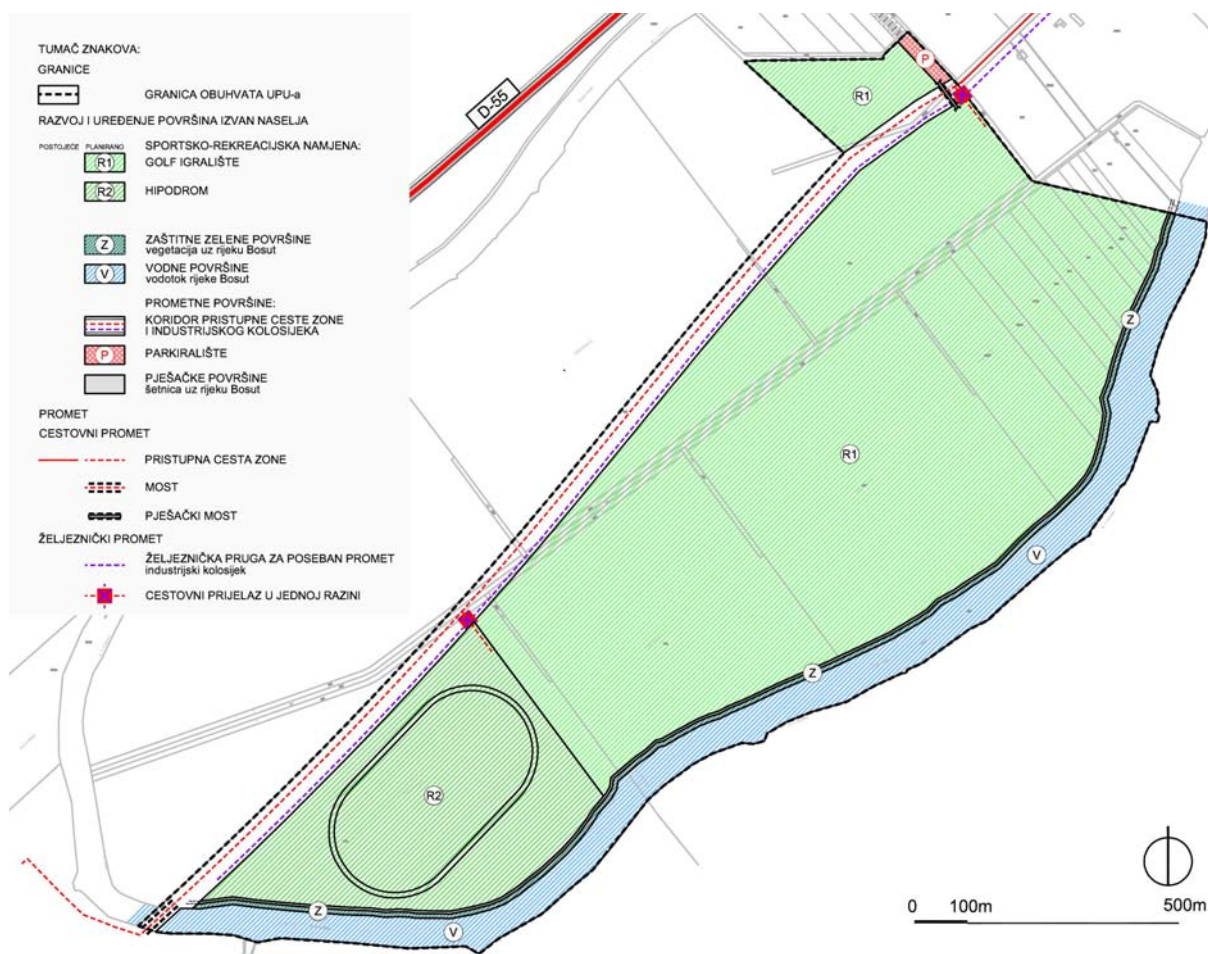 TUMAČ ZNAKOVA:
GRANICE
GRANICA OBUHVATA UPU-a
RAZVOJ I UREĐENJE POVRŠINA IZVAN NASELJA
POSTOJEĆE PLANIRANO
SPORTSKO-REKREACIJSKA NAMJENA:
R1 GOLF IGRALIŠTE
R2 HIPODROM
Z ZAŠTITNE ZELENE POVRŠINE
vegetacija uz rijeku Bosut
V VODNE POVRŠINE
vodotok rijeke Bosut
PROMETNE POVRŠINE:
KORIDOR PRISTUPNE CESTE ZONE
I INDUSTRIJSKOG KOLOSIJEKA
P PARKIRALIŠTE
PJEŠAČKE POVRŠINE
šetnica uz rijeku Bosut
PROMET
CESTOVNI PROMET
PRISTUPNA CESTA ZONE
MOST
PJEŠAČKI MOST
ŽELJEZNIČKI PROMET
ŽELJEZNIČKA PRUGA ZA POSEBAN PROMET
industrijski kolosijek
CESTOVNI PRIJELAZ U JEDNOJ RAZINI
D-55
P
R1
Z
R1
V
Z
R2
Z
V
0 100m 500m